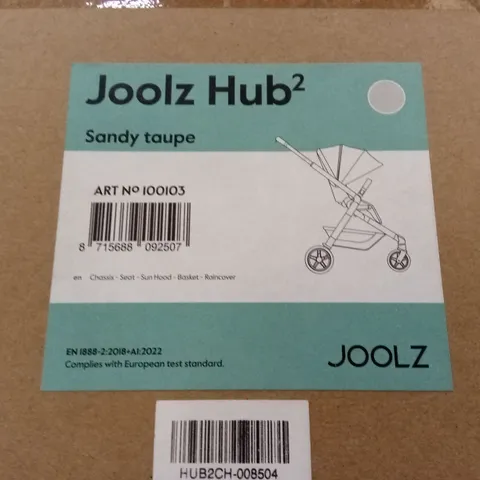 Joolz Hub²
Sandy taupe
ART Nº 100103
8 715688 092507
en Chassis - Seat - Sun Hood - Basket - Raincover
EN 1888-2:2018+A1:2022
Complies with European test standard.
JOOLZ
HUB2CH-008504